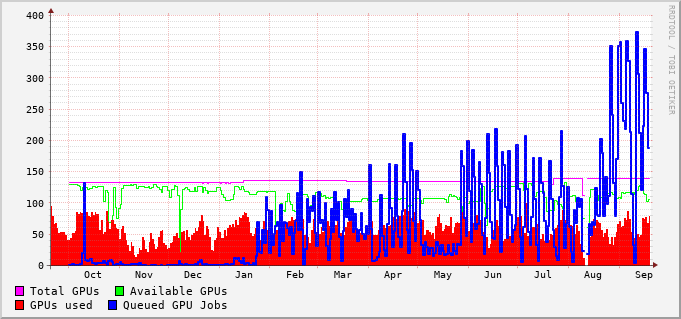 400
350
300
250
200
150
100
50
0
Oct Nov Dec Jan Feb Mar Apr May Jun Jul Aug Sep
Total GPUs Available GPUs
GPUs used Queued GPU Jobs
RRDTOOL / TOBI OETIKER